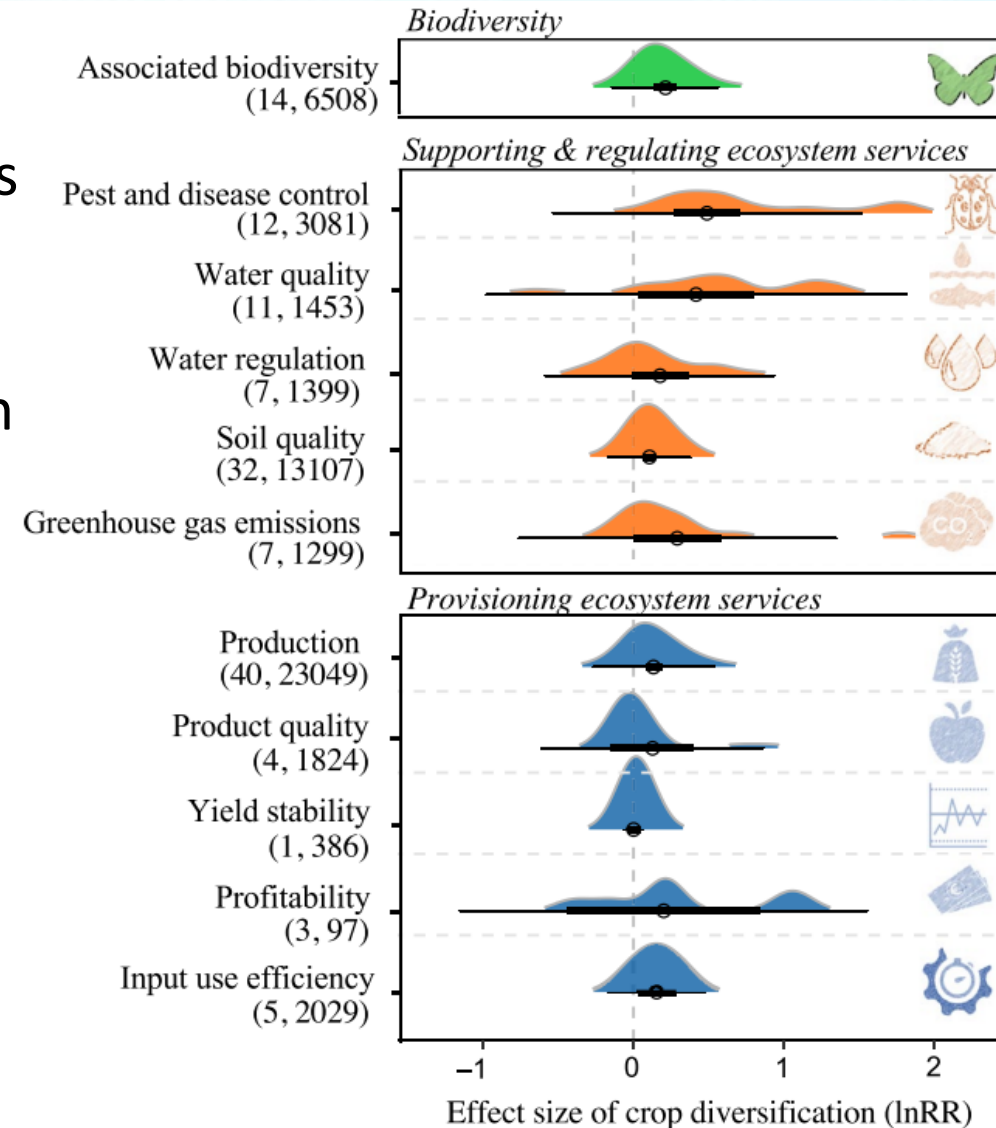 Biodiversity
Associated biodiversity
(14, 6508)
Supporting & regulating ecosystem services
s
Pest and disease control
(12, 3081)
Water quality
(11, 1453)
Water regulation
(7, 1399)
n
Soil quality
(32, 13107)
Greenhouse gas emissions
(7, 1299)
CO
Provisioning ecosystem services
Production
(40, 23049)
Product quality
(4, 1824)
Yield stability
(1, 386)
Profitability
(3, 97)
Input use efficiency
(5, 2029)
−1 0 1 2
Effect size of crop diversification (lnRR)